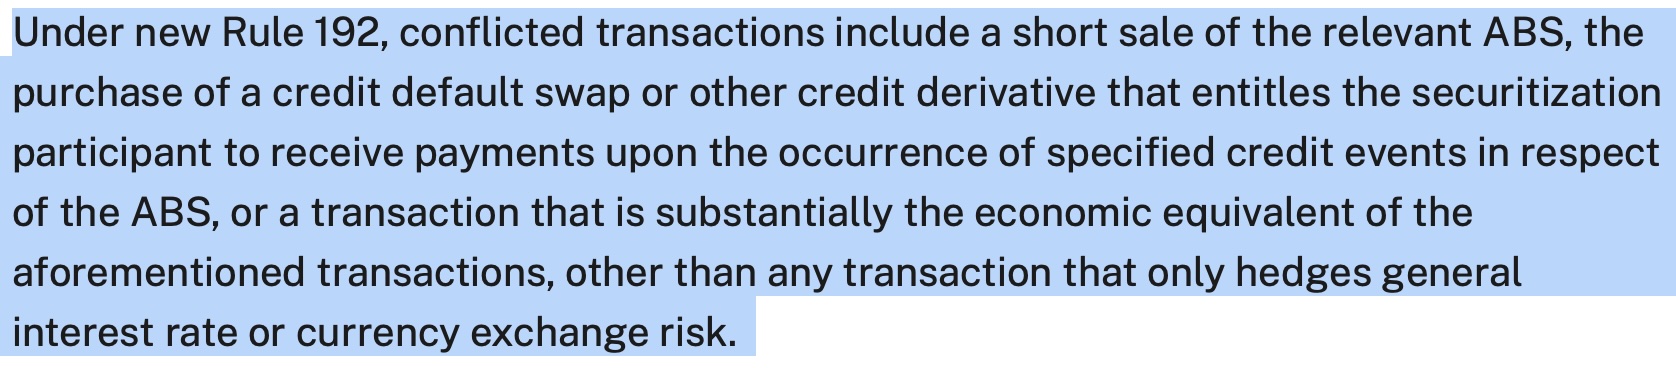 Under new Rule 192, conflicted transactions include a short sale of the relevant ABS, the
purchase of a credit default swap or other credit derivative that entitles the securitization
participant to receive payments upon the occurrence of specified credit events in respect
of the ABS, or a transaction that is substantially the economic equivalent of the
aforementioned transactions, other than any transaction that only hedges general
interest rate or currency exchange risk.